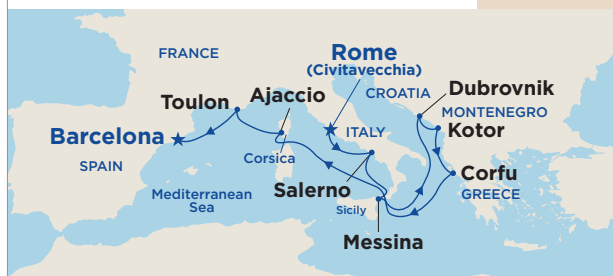 FRANCE
Rome
(Civitavecchia)
Dubrovnik
CROATIA
Ajaccio
Toulon
MONTENEGRO
Kotor
Barcelona
ITALY
Corsica
SPAIN
Corfu
Salerno
GREECE
Mediterranean
Sea
Sicily
Messina